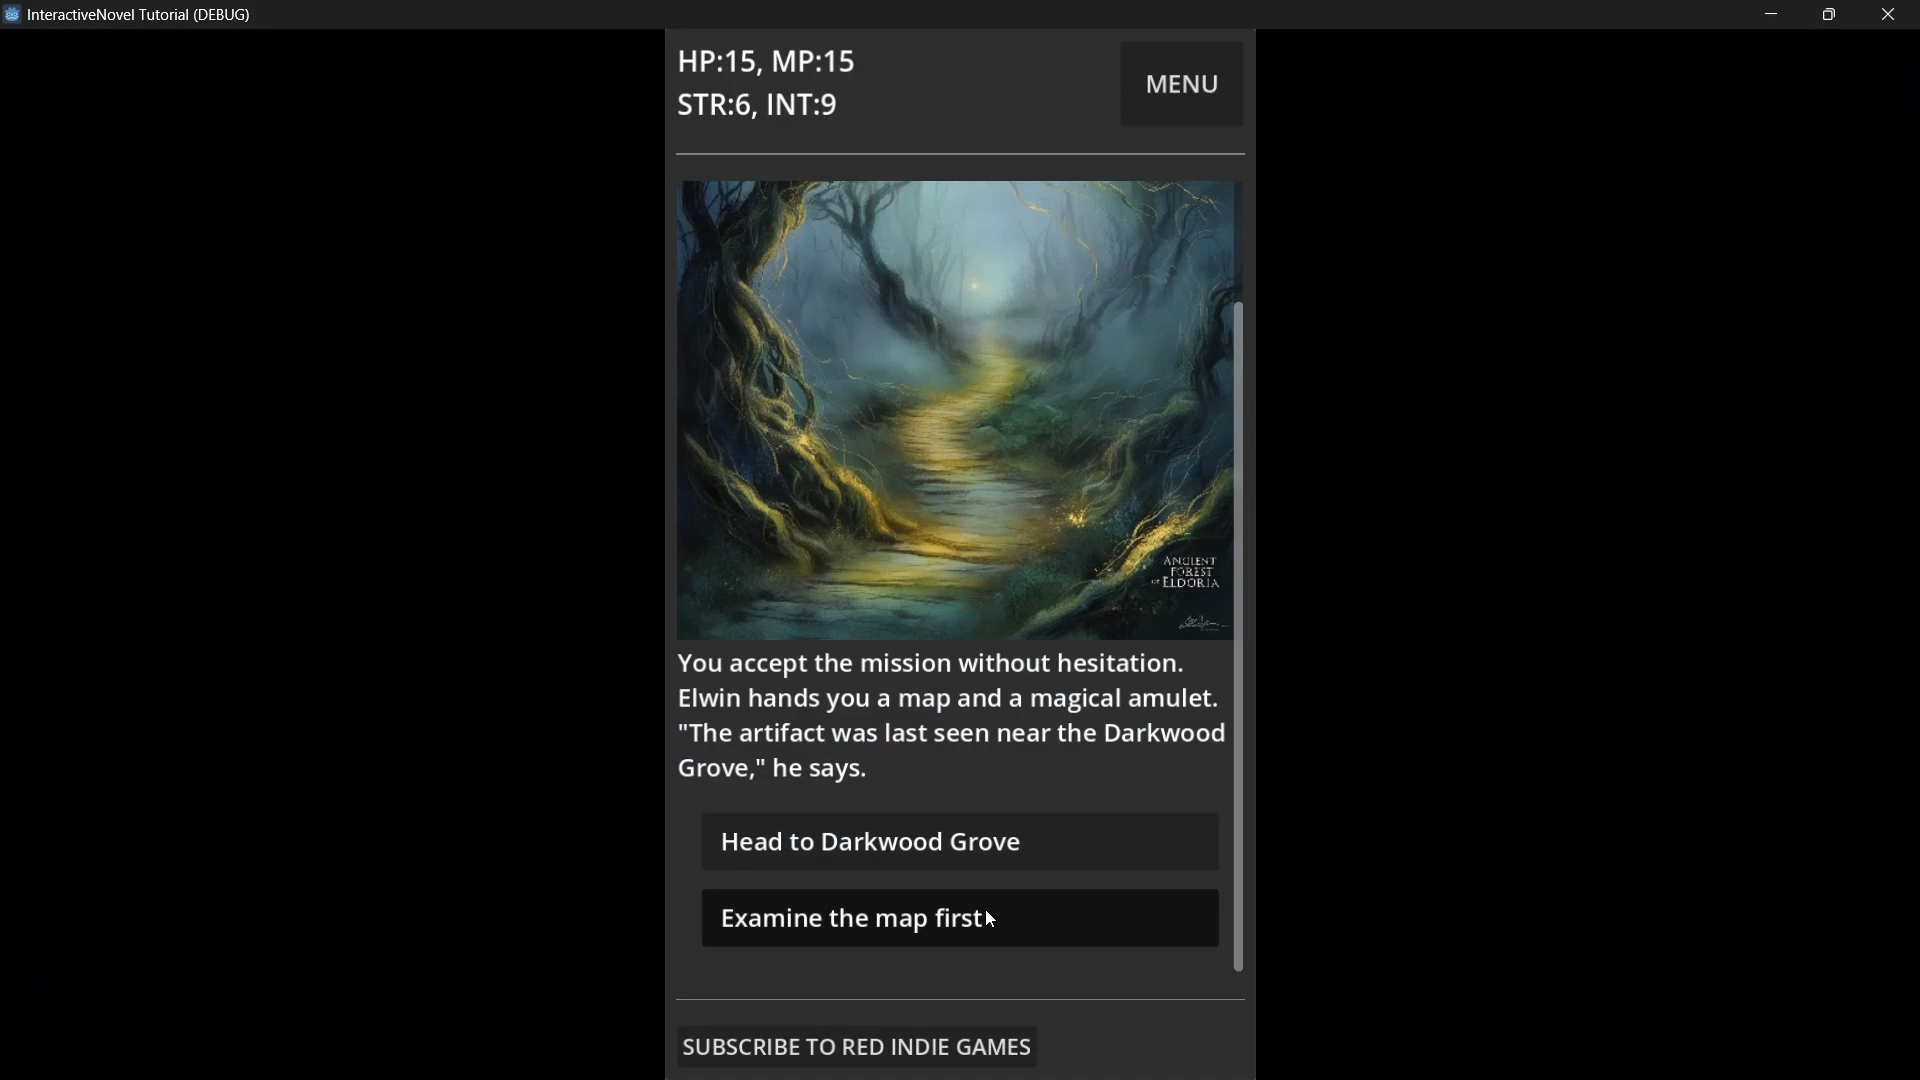 InteractiveNovel Tutorial (DEBUG)
HP:15, MP:15
STR:6, INT:9
MENU
ANCIENT
FOREST
OF ELDORIA
You accept the mission without hesitation.
Elwin hands you a map and a magical amulet.
"The artifact was last seen near the Darkwood
Grove," he says.
Head to Darkwood Grove
Examine the map first
SUBSCRIBE TO RED INDIE GAMES